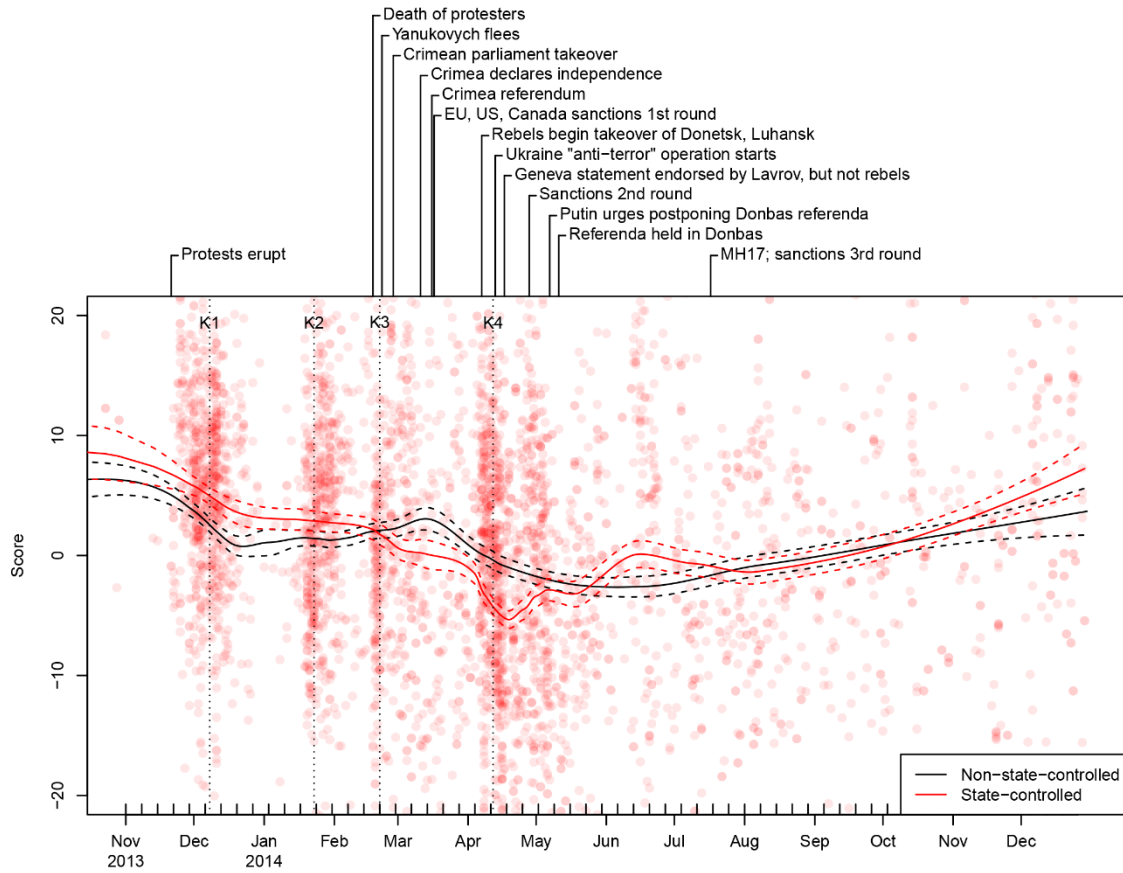 Death of protesters
Yanukovych flees
Crimean parliament takeover
Crimea declares independence
Crimea referendum
EU, US, Canada sanctions 1st round
Rebels begin takeover of Donetsk, Luhansk
Ukraine "anti−terror" operation starts
Geneva statement endorsed by Lavrov, but not rebels
Sanctions 2nd round
Putin urges postponing Donbas referenda
Referenda held in Donbas
Protests erupt
MH17; sanctions 3rd round
K1 K2 K3 K4
20
10
0
−10
−20
Score
Non−state−controlled
State−controlled
Nov Dec Jan Feb Mar Apr May Jun Jul Aug Sep Oct Nov Dec
2013 2014